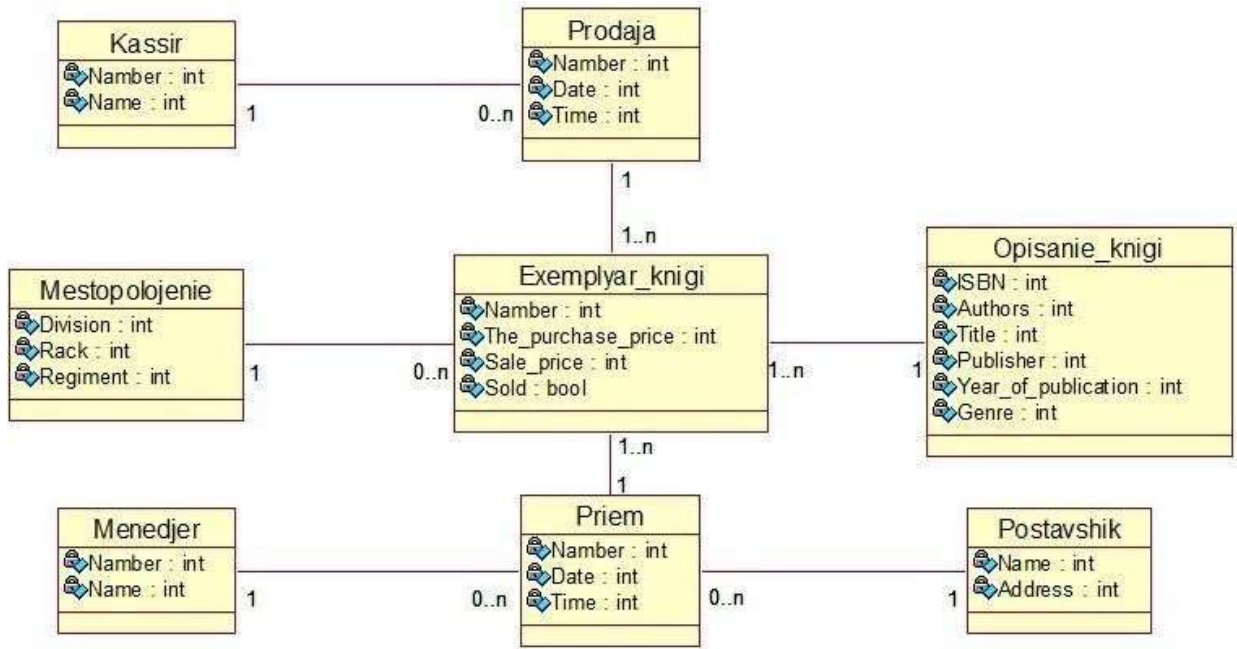 Kassir
Namber : int
Name : int
1
0..n
Prodaja
Namber : int
Date : int
Time : int
1
1..n
Mestopolojenie
Division : int
Rack : int
Regiment : int
1
0..n
Exemplyar_knigi
Namber : int
The_purchase_price : int
Sale_price : int
Sold : bool
1..n
1
Opisanie_knigi
ISBN : int
Authors : int
Title : int
Publisher : int
Year_of_publication : int
Genre : int
1..n
1
Menedjer
Namber : int
Name : int
1
0..n
Priem
Namber : int
Date : int
Time : int
0..n
1
Postavshik
Name : int
Address : int